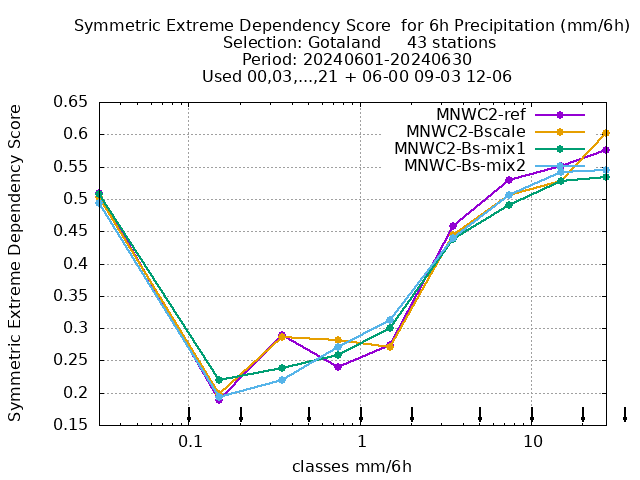 Symmetric Extreme Dependency Score  for 6h Precipitation (mm/6h)
Selection: Gotaland     43 stations
Period: 20240601-20240630
Used 00,03,...,21 + 06-00 09-03 12-06
Symmetric Extreme Dependency Score
0.65
0.6
0.55
0.5
0.45
0.4
0.35
0.3
0.25
0.2
0.15
MNWC2-ref
MNWC2-Bscale
MNWC2-Bs-mix1
MNWC-Bs-mix2
0.1 1 10
classes mm/6h